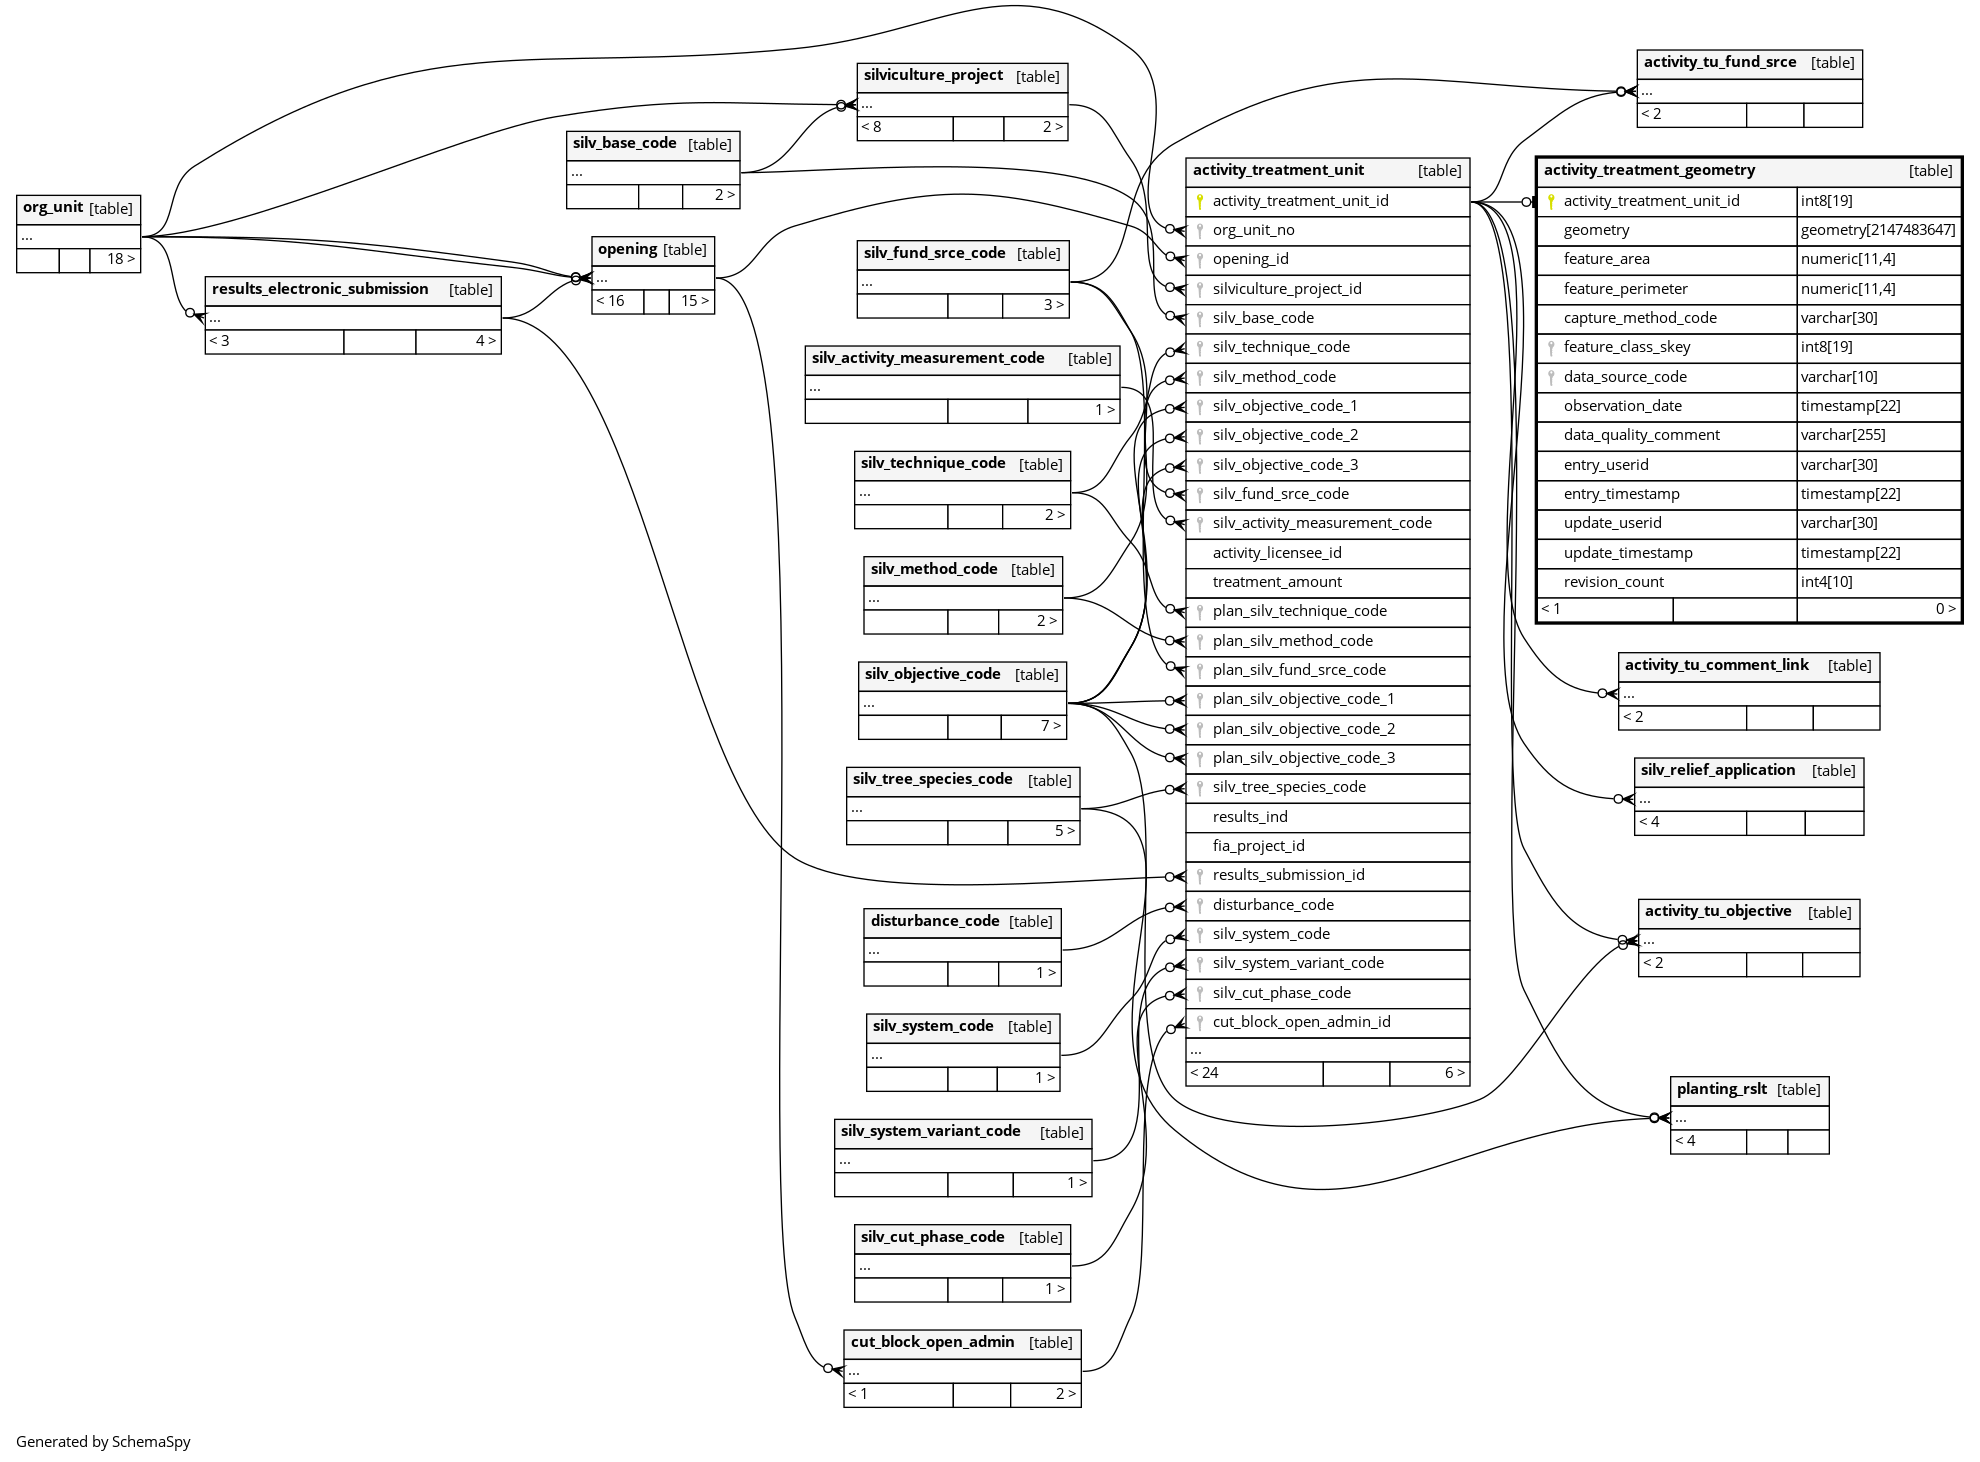 org_unit [table]
...
18 >
results_electronic_submission [table]
...
< 3 4 >
silv_base_code [table]
...
2 >
opening [table]
...
< 16 15 >
silviculture_project [table]
...
< 8 2 >
silv_fund_srce_code [table]
...
3 >
silv_activity_measurement_code [table]
...
1 >
silv_technique_code [table]
...
2 >
silv_method_code [table]
...
2 >
silv_objective_code [table]
...
7 >
silv_tree_species_code [table]
...
5 >
disturbance_code [table]
...
1 >
silv_system_code [table]
...
1 >
silv_system_variant_code [table]
...
1 >
silv_cut_phase_code [table]
...
1 >
cut_block_open_admin [table]
...
< 1 2 >
activity_treatment_unit [table]
activity_treatment_unit_id
org_unit_no
opening_id
silviculture_project_id
silv_base_code
silv_technique_code
silv_method_code
silv_objective_code_1
silv_objective_code_2
silv_objective_code_3
silv_fund_srce_code
silv_activity_measurement_code
activity_licensee_id
treatment_amount
plan_silv_technique_code
plan_silv_method_code
plan_silv_fund_srce_code
plan_silv_objective_code_1
plan_silv_objective_code_2
plan_silv_objective_code_3
silv_tree_species_code
results_ind
fia_project_id
results_submission_id
disturbance_code
silv_system_code
silv_system_variant_code
silv_cut_phase_code
cut_block_open_admin_id
...
< 24 6 >
activity_tu_fund_srce [table]
...
< 2
activity_treatment_geometry [table]
activity_treatment_unit_id int8[19]
geometry geometry[2147483647]
feature_area numeric[11,4]
feature_perimeter numeric[11,4]
capture_method_code varchar[30]
feature_class_skey int8[19]
data_source_code varchar[10]
observation_date timestamp[22]
data_quality_comment varchar[255]
entry_userid varchar[30]
entry_timestamp timestamp[22]
update_userid varchar[30]
update_timestamp timestamp[22]
revision_count int4[10]
< 1 0 >
activity_tu_comment_link [table]
...
< 2
silv_relief_application [table]
...
< 4
activity_tu_objective [table]
...
< 2
planting_rslt [table]
...
< 4
Generated by SchemaSpy